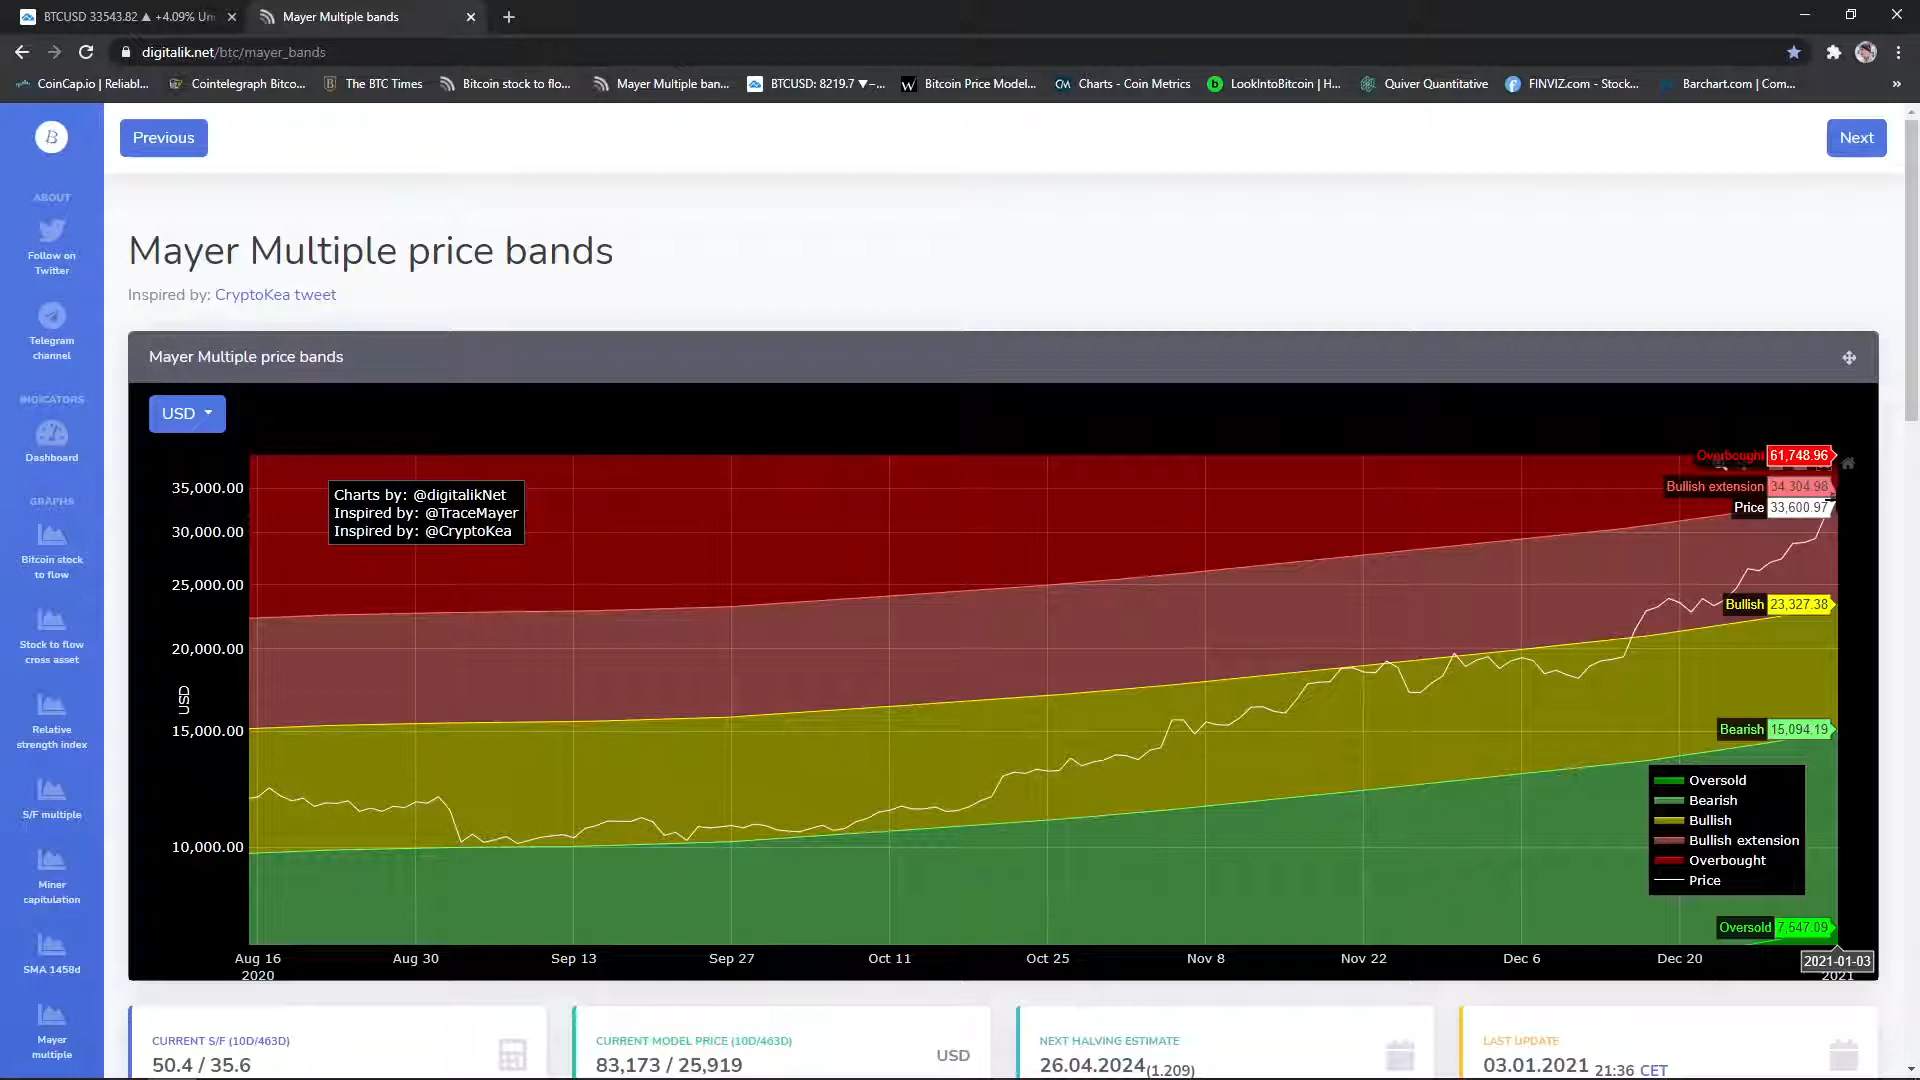 BTCUSD 33543.82 ▲ +4.09% Un
Mayer Multiple bands
digitalik.net/btc/mayer_bands
CoinCap.io | Reliabl...
Cointelegraph Bitco...
The BTC Times
Bitcoin stock to flo...
Mayer Multiple ban...
BTCUSD: 8219.7 ▼−...
Bitcoin Price Model...
Charts - Coin Metrics
LookIntoBitcoin | H...
Quiver Quantitative
FINVIZ.com - Stock...
Barchart.com | Com...
Previous
Next
ABOUT
Follow on
Twitter
Telegram
channel
INDICATORS
Dashboard
GRAPHS
Bitcoin stock
to flow
Stock to flow
cross asset
Relative
strength index
S/F multiple
Miner
capitulation
SMA 1458d
Mayer
multiple
Mayer Multiple price bands
Inspired by: CryptoKea tweet
Mayer Multiple price bands
USD
Charts by: @digitalikNet
Inspired by: @TraceMayer
Inspired by: @CryptoKea
35,000.00
30,000.00
25,000.00
20,000.00
15,000.00
10,000.00
USD
Overbought 61,748.96
Bullish extension 34,304.98
Price 33,600.97
Bullish 23,327.38
Bearish 15,094.19
Oversold
Bearish
Bullish
Bullish extension
Overbought
Price
Oversold 7,547.09
Aug 16 Aug 30 Sep 13 Sep 27 Oct 11 Oct 25 Nov 8 Nov 22 Dec 6 Dec 20 2021-01-03
2020 2021
CURRENT S/F (10D/463D)
50.4 / 35.6
CURRENT MODEL PRICE (10D/463D)
83,173 / 25,919
USD
NEXT HALVING ESTIMATE
26.04.2024(1.209)
LAST UPDATE
03.01.2021 21:36 CET